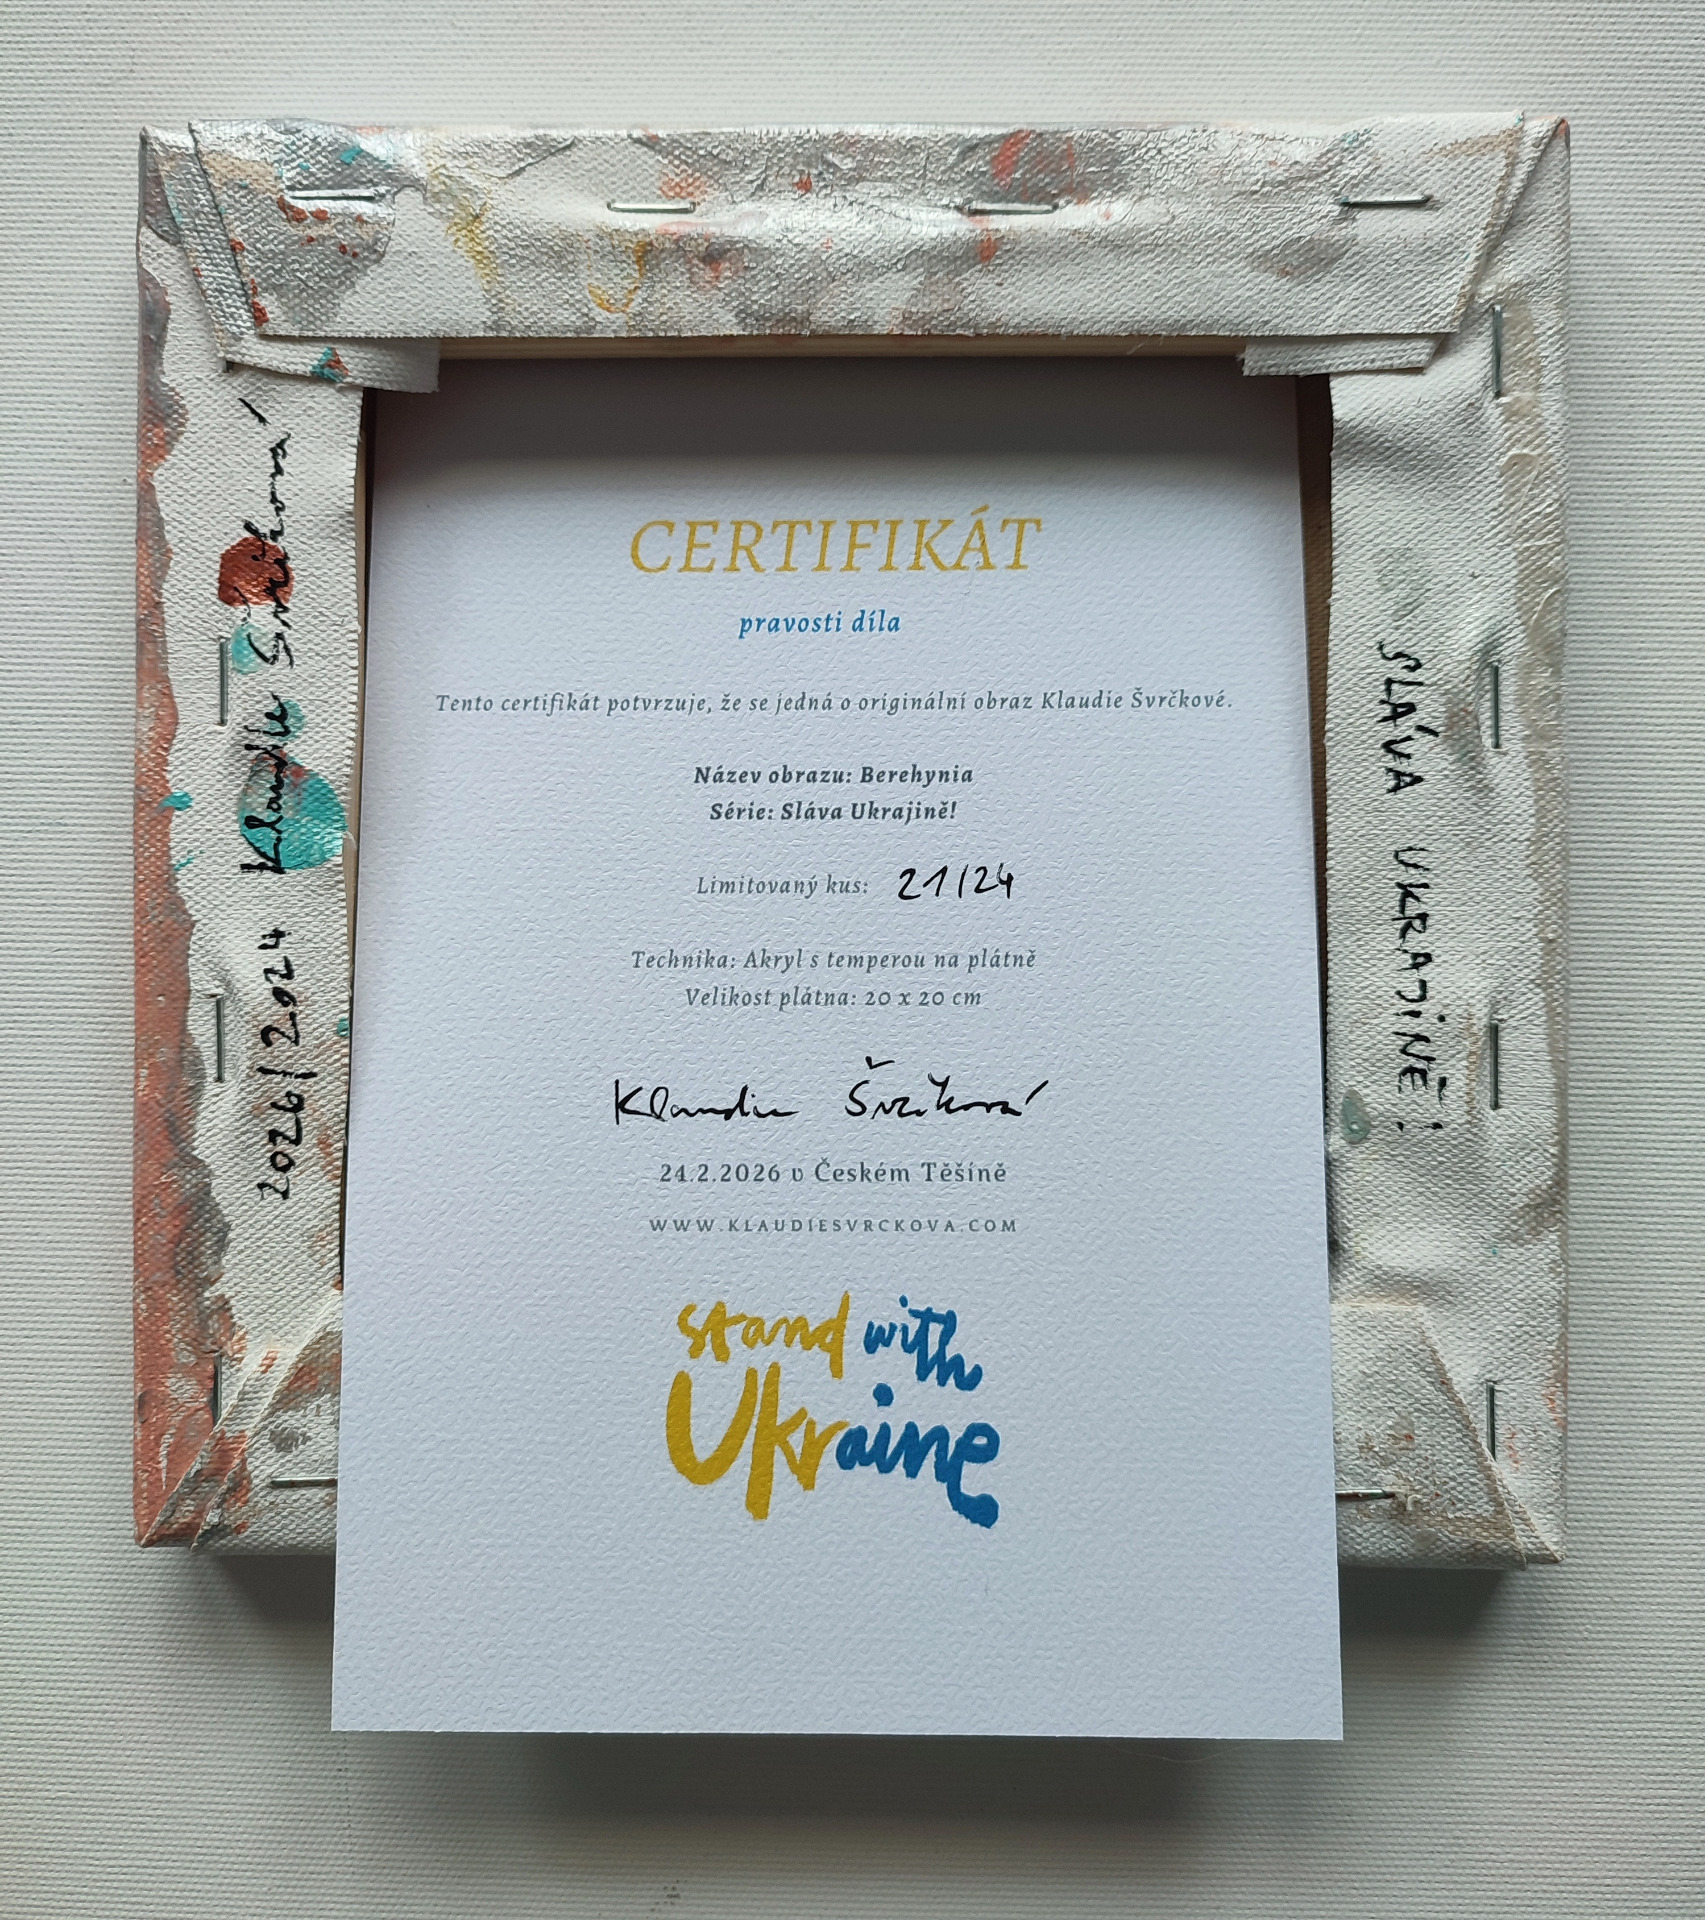 CERTIFIKÁT
pravosti díla
Tento certifikát potvrzuje, že se jedná o originální obraz Klaudie Švrčkové.
Název obrazu: Berehynia
Série: Sláva Ukrajině!
Limitovaný kus: 21/24
Technika: Akryl s temperou na plátně
Velikost plátna: 20 x 20 cm
Klaudie Švrčková
24.2.2026 v Českém Těšíně
WWW.KLAUDIESVRCKOVA.COM
stand with
Ukraine
2026/2024 Klaudie Švrčková
SLÁVA UKRAJINĚ!